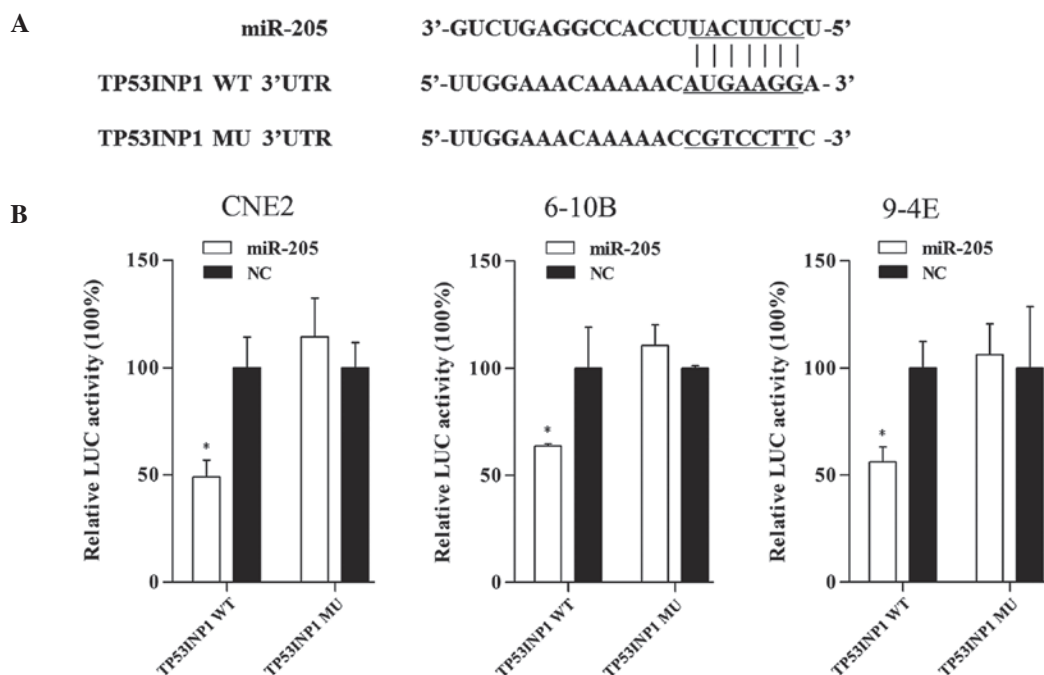 A
miR-205 3’-GUCUGAGGCCACCUUACUUCCU-5’
TP53INP1 WT 3’UTR 5’-UUGGAAACAAAAACAUGAAGGA- 3’
TP53INP1 MU 3’UTR 5’-UUGGAAACAAAAACCGTCCTTC -3’
B
CNE2
miR-205
NC
Relative LUC activity (100%)
150
100
50
0
*
TP53INP1 WT
TP53INP1 MU
6-10B
miR-205
NC
Relative LUC activity (100%)
150
100
50
0
*
TP53INP1 WT
TP53INP1 MU
9-4E
miR-205
NC
Relative LUC activity (100%)
150
100
50
0
*
TP53INP1 WT
TP53INP1 MU